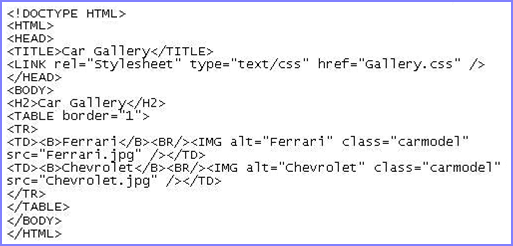 <!DOCTYPE HTML>
<HTML>
<HEAD>
<TITLE>Car Gallery</TITLE>
<LINK rel="Stylesheet" type="text/css" href="Gallery.css" />
</HEAD>
<BODY>
<H2>Car Gallery</H2>
<TABLE border="1">
<TR>
<TD><B>Ferrari</B><BR/><IMG alt="Ferrari" class="carmodel"
src="Ferrari.jpg" /></TD>
<TD><B>Chevrolet</B><BR/><IMG alt="Chevrolet" class="carmodel"
src="Chevrolet.jpg" /></TD>
</TR>
</TABLE>
</BODY>
</HTML>